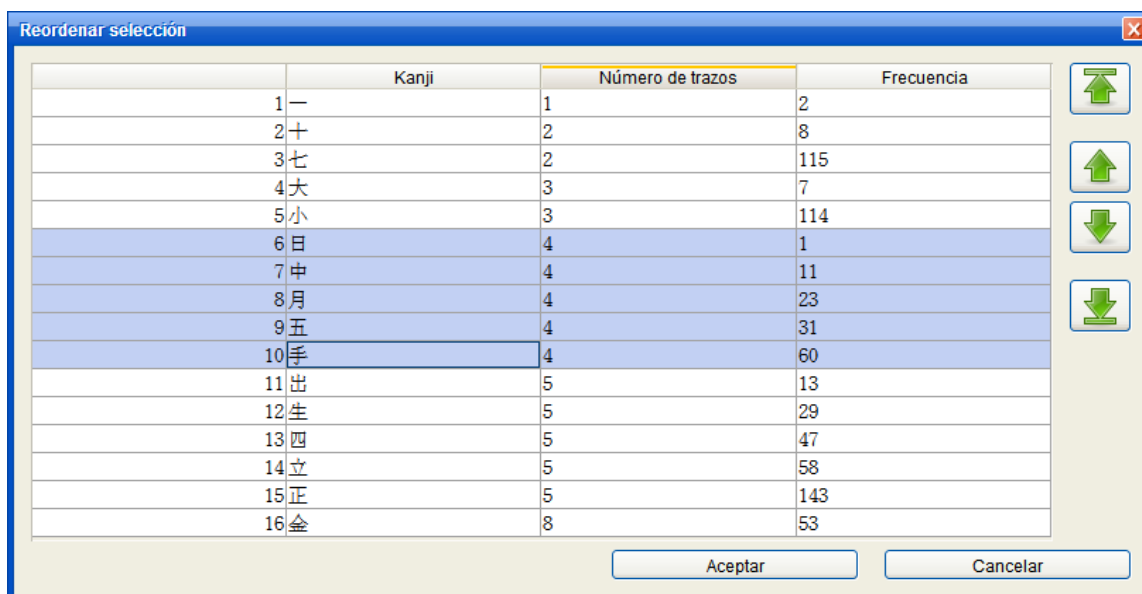 Reordenar selección
Kanji Número de trazos Frecuencia
1 一 1 2
2 十 2 8
3 七 2 115
4 大 3 7
5 小 3 114
6 日 4 1
7 中 4 11
8 月 4 23
9 五 4 31
10 手 4 60
11 出 5 13
12 生 5 29
13 四 5 47
14 立 5 58
15 正 5 143
16 金 8 53
Aceptar Cancelar